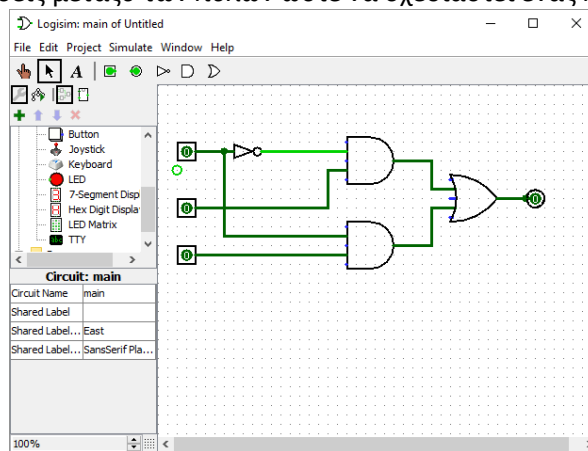 μεταξύ
Logisim: main of Untitled
File Edit Project Simulate Window Help
A
Button
Joystick
Keyboard
LED
7-Segment Disp
Hex Digit Displa
LED Matrix
TTY
Circuit: main
Circuit Name main
Shared Label
Shared Label... East
Shared Label... SansSerif Pla...
100%
0
0
0
0